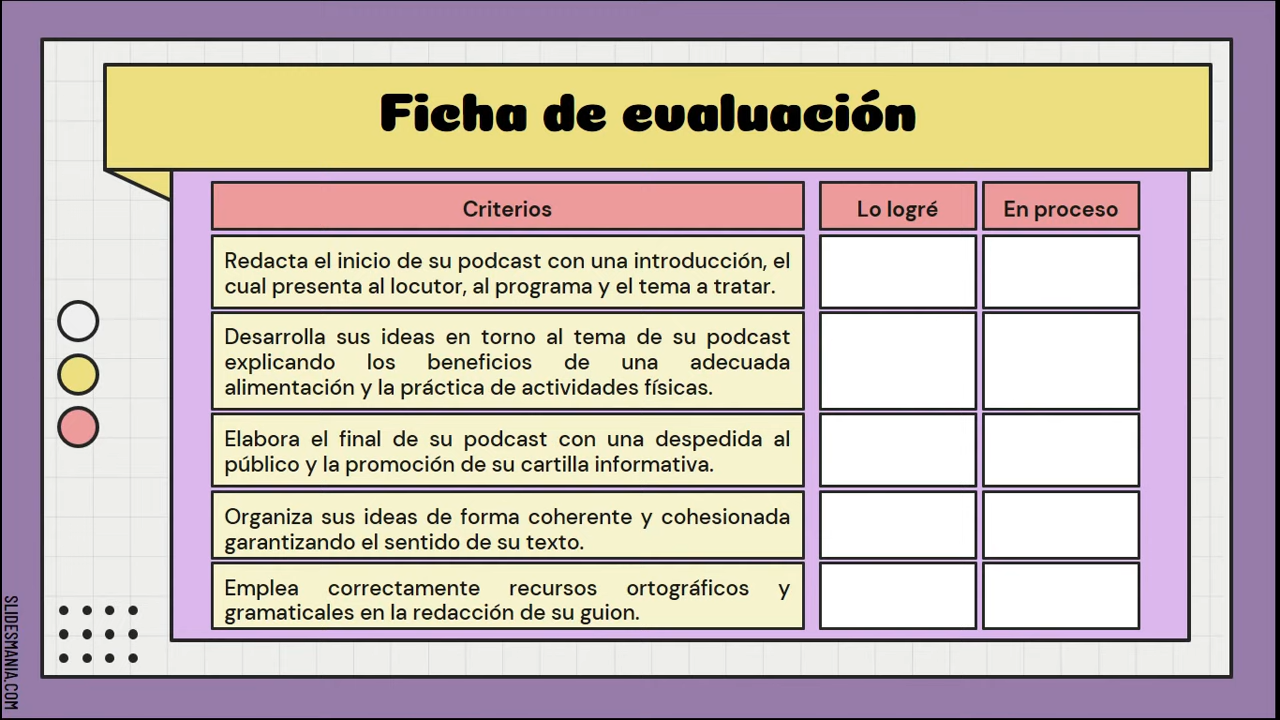 Ficha de evaluación
Criterios
Lo logré
En proceso
Redacta el inicio de su podcast con una introducción, el
cual presenta al locutor, al programa y el tema a tratar.
Desarrolla sus ideas en torno al tema de su podcast
explicando los beneficios de una adecuada
alimentación y la práctica de actividades físicas.
Elabora el final de su podcast con una despedida al
público y la promoción de su cartilla informativa.
Organiza sus ideas de forma coherente y cohesionada
garantizando el sentido de su texto.
Emplea correctamente recursos ortográficos y
gramaticales en la redacción de su guion.
SLIDESMANIA.COM